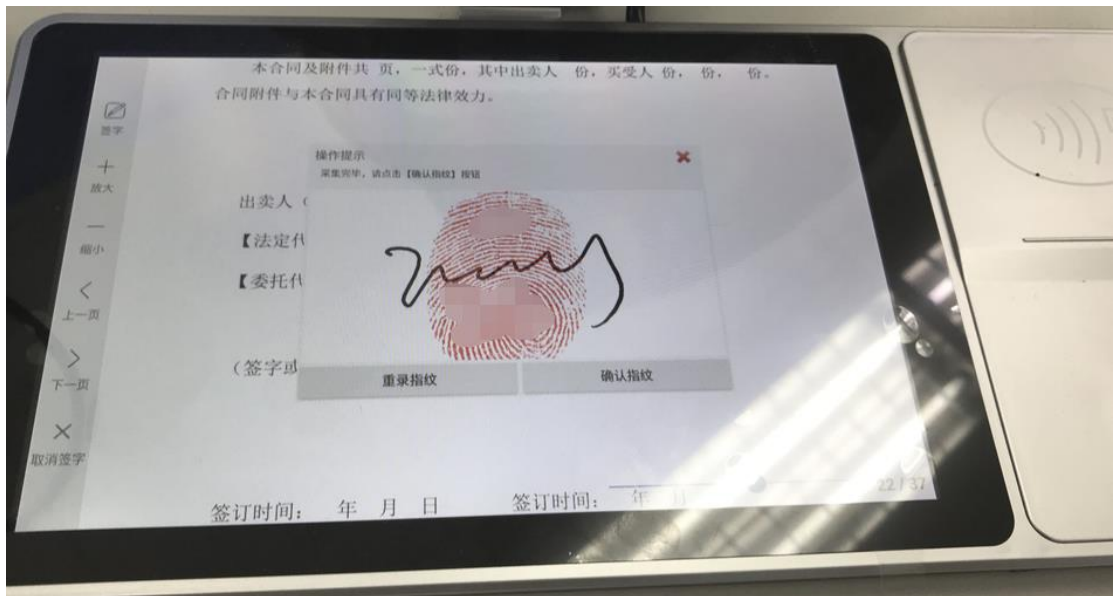 本合同及附件共 页，一式份，其中出卖人 份，买受人 份， 份， 份。
合同附件与本合同具有同等法律效力。
签字
放大
缩小
上一页
下一页
取消签字
操作提示
采集完毕，请点击【确认指纹】按钮
出卖人（
【法定代
【委托代
（签字或
重录指纹
确认指纹
签订时间： 年 月 日 签订时间： 年 月
22 / 37